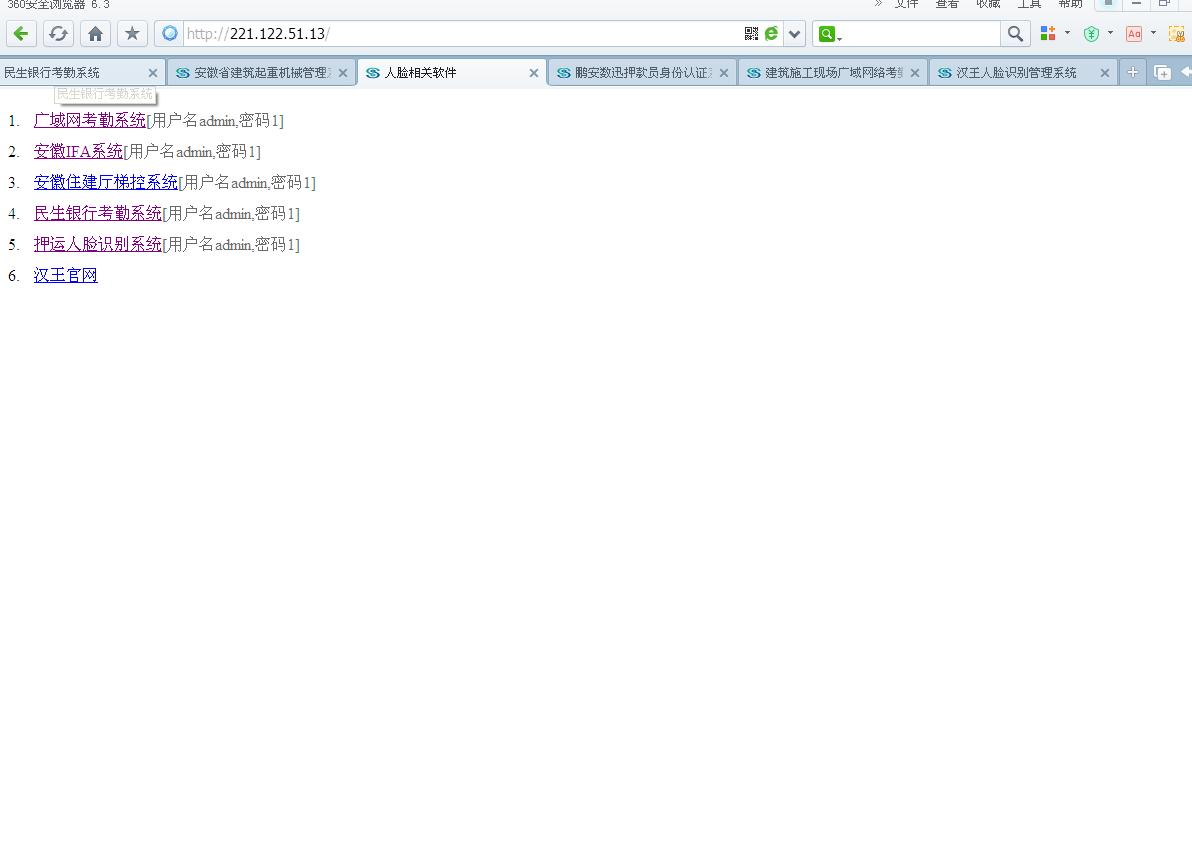 360安全浏览器 6.3
» 文件 查看 收藏 工具 帮助
http://221.122.51.13/
民生银行考勤系统 安徽省建筑起重机械管理 人脸相关软件 鹏安数迅押款员身份认证 建筑施工现场广域网络考勤 汉王人脸识别管理系统
民生银行考勤系统
1. 广域网考勤系统[用户名admin,密码1]
2. 安徽IFA系统[用户名admin,密码1]
3. 安徽住建厅梯控系统[用户名admin,密码1]
4. 民生银行考勤系统[用户名admin,密码1]
5. 押运人脸识别系统[用户名admin,密码1]
6. 汉王官网